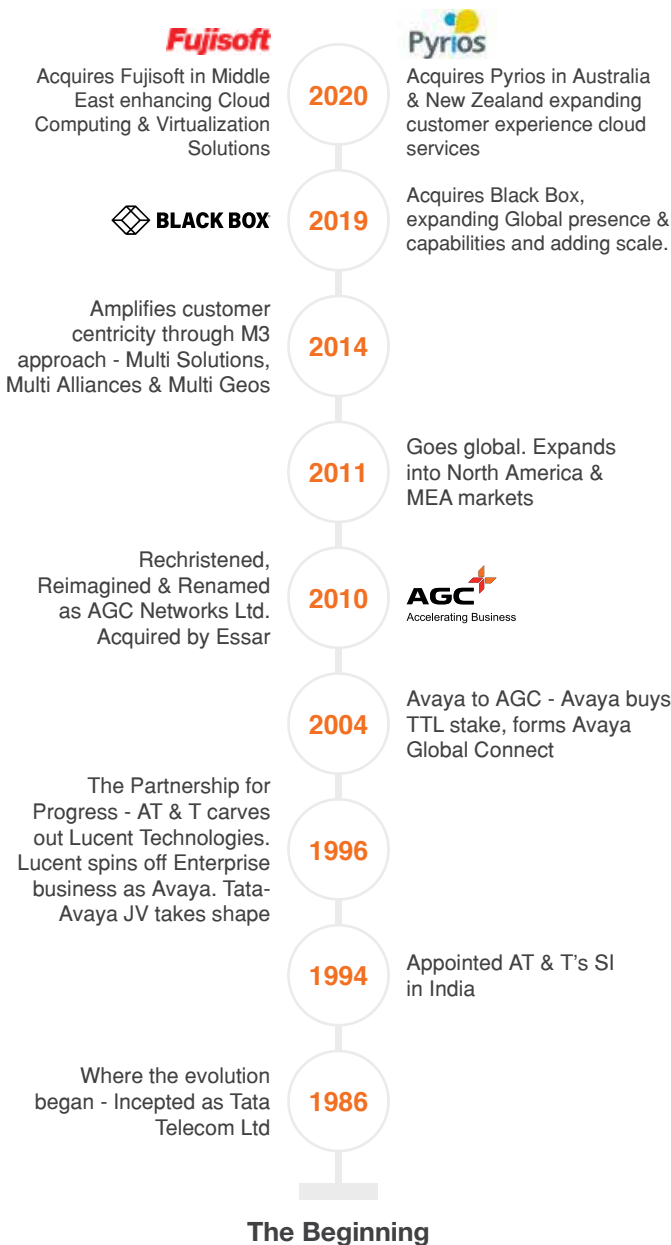 Fujisoft
Acquires Fujisoft in Middle
East enhancing Cloud
Computing & Virtualization
Solutions
2020
Pyrios
Acquires Pyrios in Australia
& New Zealand expanding
customer experience cloud
services
BLACK BOX
2019
Acquires Black Box,
expanding Global presence &
capabilities and adding scale.
Amplifies customer
centricity through M3
approach - Multi Solutions,
Multi Alliances & Multi Geos
2014
2011
Goes global. Expands
into North America &
MEA markets
Rechristened,
Reimagined & Renamed
as AGC Networks Ltd.
Acquired by Essar
2010
AGC
Accelerating Business
2004
Avaya to AGC - Avaya buys
TTL stake, forms Avaya
Global Connect
The Partnership for
Progress - AT & T carves
out Lucent Technologies.
Lucent spins off Enterprise
business as Avaya. Tata-
Avaya JV takes shape
1996
1994
Appointed AT & T's SI
in India
Where the evolution
began - Incepted as Tata
Telecom Ltd
1986
The Beginning